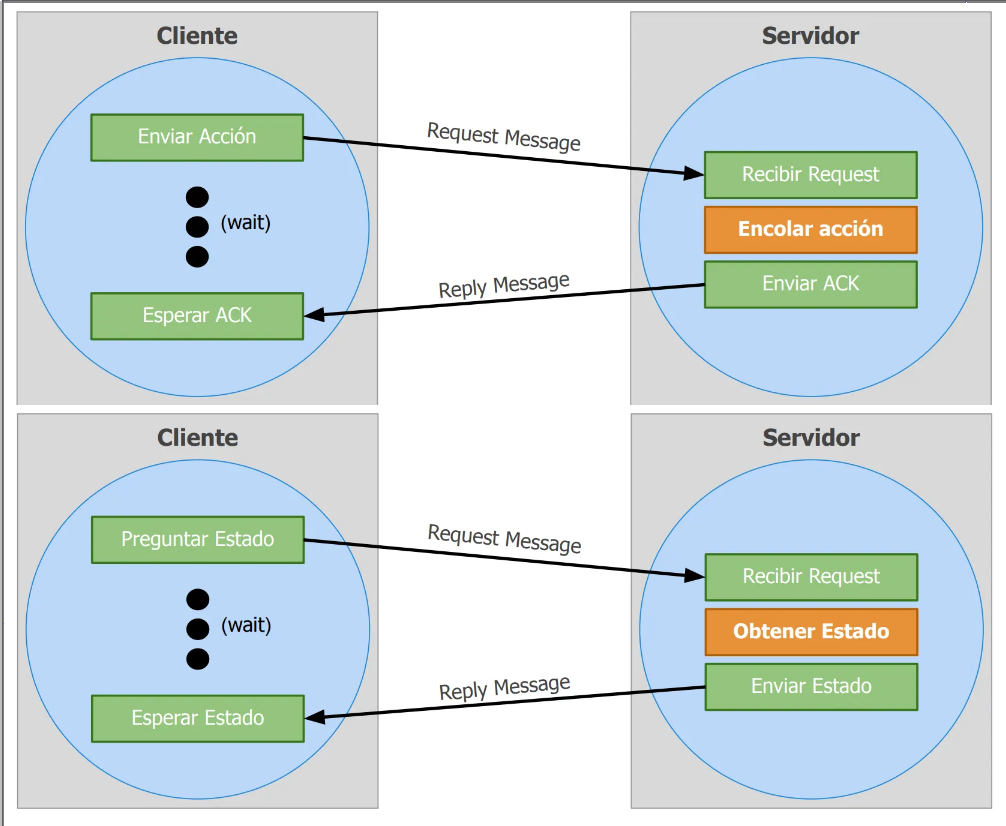 Cliente
Servidor
Enviar Acción
Request Message
Recibir Request
(wait)
Encolar acción
Reply Message
Enviar ACK
Esperar ACK
Cliente
Servidor
Preguntar Estado
Request Message
Recibir Request
(wait)
Obtener Estado
Reply Message
Enviar Estado
Esperar Estado